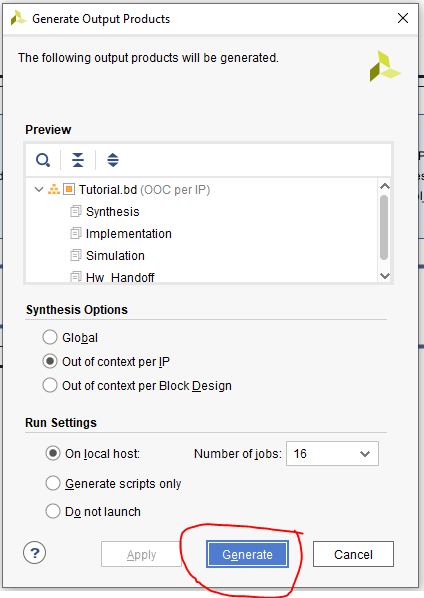 Generate Output Products
The following output products will be generated.
Preview
Tutorial.bd (OOC per IP)
Synthesis
Implementation
Simulation
Hw_Handoff
Synthesis Options
Global
Out of context per IP
Out of context per Block Design
Run Settings
On local host: Number of jobs: 16
Generate scripts only
Do not launch
? Apply Generate Cancel